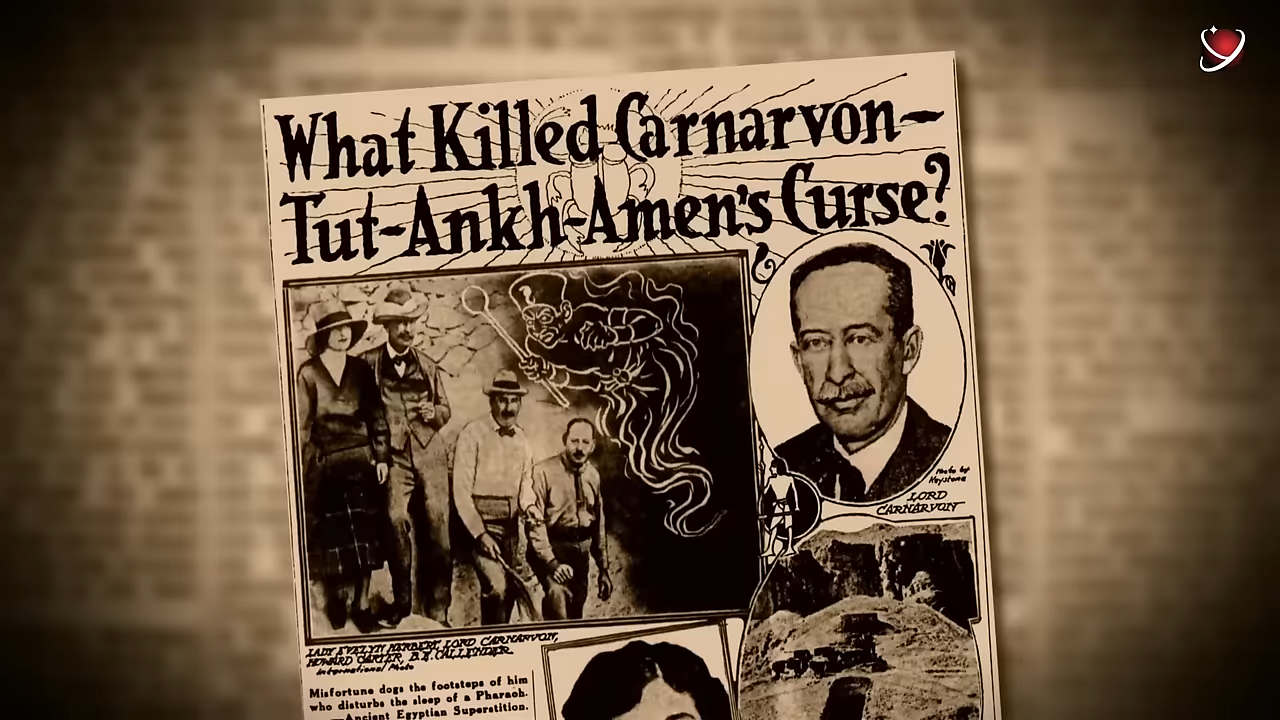 What Killed Carnarvon—
Tut-Ankh-Amen's Curse?
Photo by
Keystone
LORD
CARNARVON
LADY EVELYN HERBERT, LORD CARNARVON,
HOWARD CARTER, B.E. CALLENDER
International Photo
Misfortune dogs the footsteps of him
who disturbs the sleep of a Pharaoh.
—Ancient Egyptian Superstition.